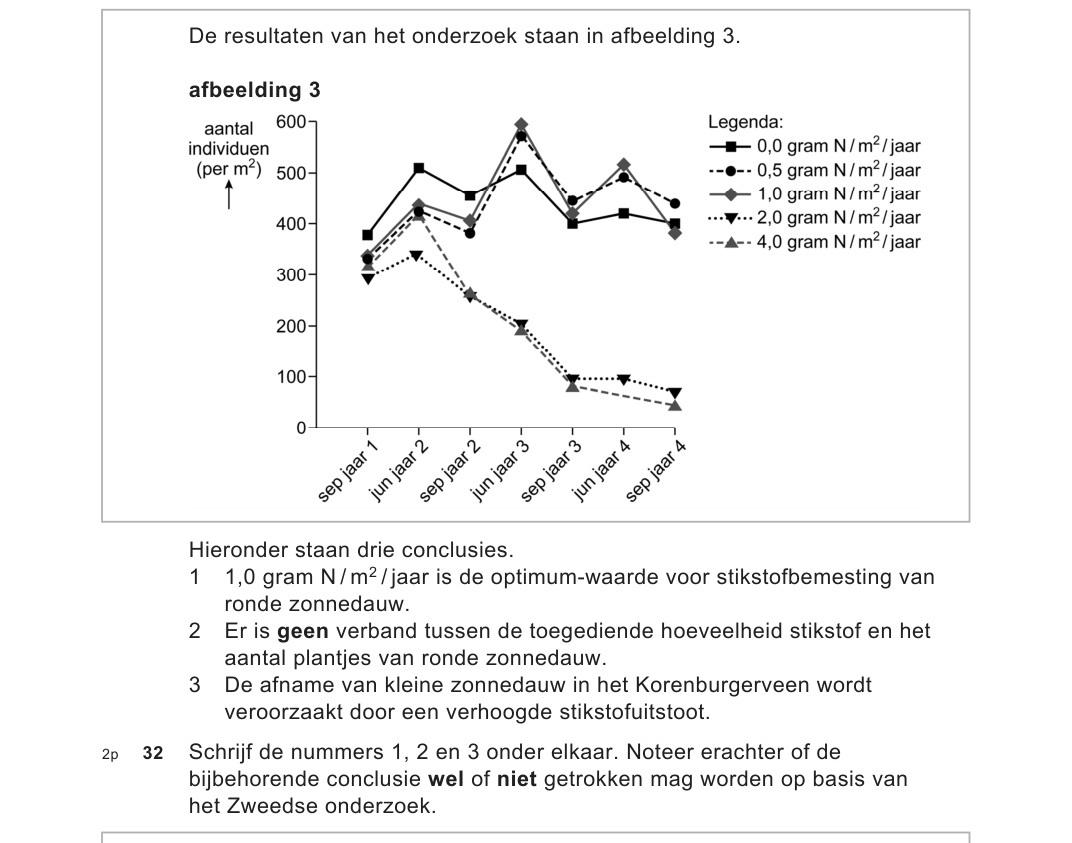 De resultaten van het onderzoek staan in afbeelding 3.
afbeelding 3
aantal
individuen
(per m²)
600
500
400
300
200
100
0
sep jaar 1
jun jaar 2
sep jaar 2
jun jaar 3
sep jaar 3
jun jaar 4
sep jaar 4
Legenda:
0,0 gram N/m²/jaar
0,5 gram N/m²/jaar
1,0 gram N/m²/jaar
2,0 gram N/m²/jaar
4,0 gram N/m²/jaar
Hieronder staan drie conclusies.
1 1,0 gram N/m²/jaar is de optimum-waarde voor stikstofbemesting van
ronde zonnedauw.
2 Er is geen verband tussen de toegediende hoeveelheid stikstof en het
aantal plantjes van ronde zonnedauw.
3 De afname van kleine zonnedauw in het Korenburgerveen wordt
veroorzaakt door een verhoogde stikstofuitstoot.
2p 32 Schrijf de nummers 1, 2 en 3 onder elkaar. Noteer erachter of de
bijbehorende conclusie wel of niet getrokken mag worden op basis van
het Zweedse onderzoek.